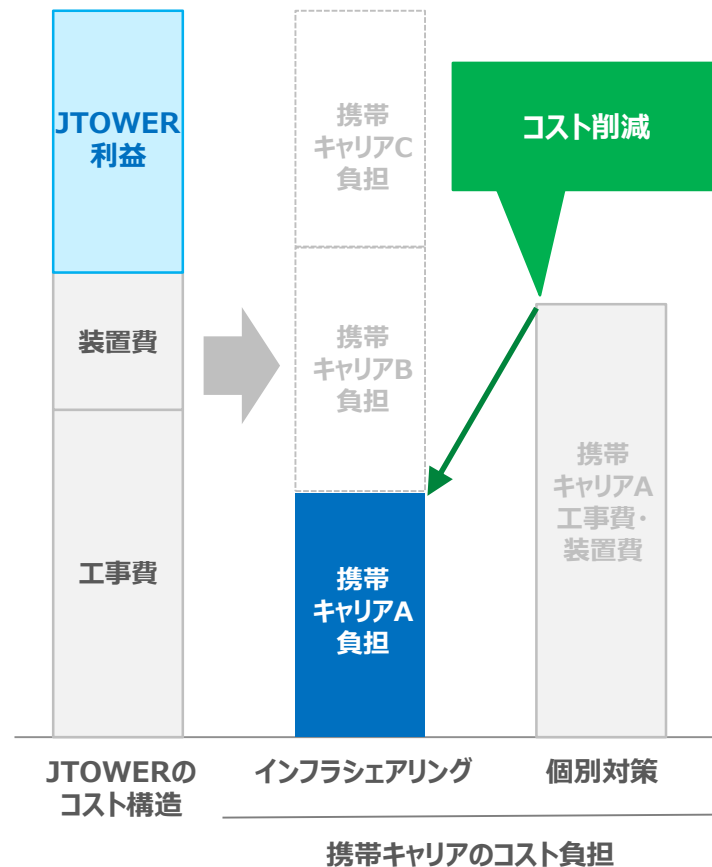 JTOWER
利益
装置費
工事費
携帯
キャリアC
負担
携帯
キャリアB
負担
携帯
キャリアA
負担
コスト削減
携帯
キャリアA
工事費・
装置費
JTOWERの
コスト構造
インフラシェアリング
個別対策
携帯キャリアのコスト負担